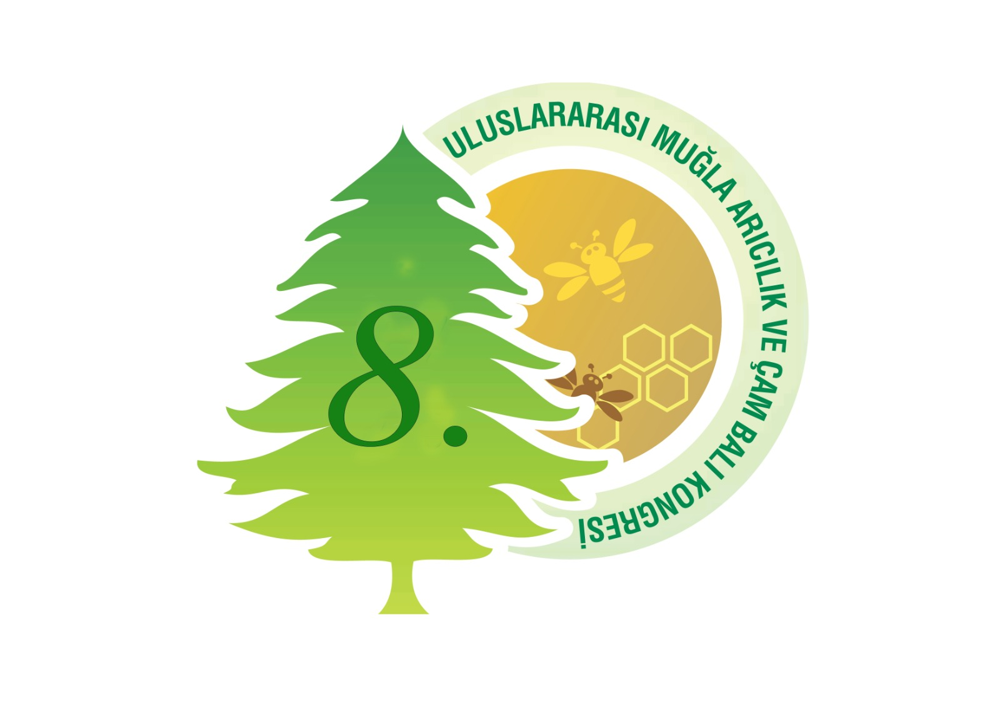 8.
ULUSLARARASI MUĞLA ARICILIK VE ÇAM BALI KONGRESİ